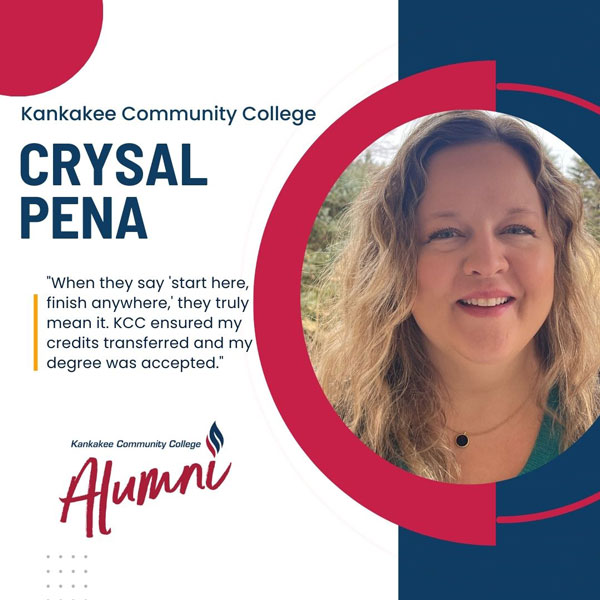 Kankakee Community College
CRYSAL
PENA
"When they say 'start here,
finish anywhere,' they truly
mean it. KCC ensured my
credits transferred and my
degree was accepted."
Kankakee Community College
Alumni